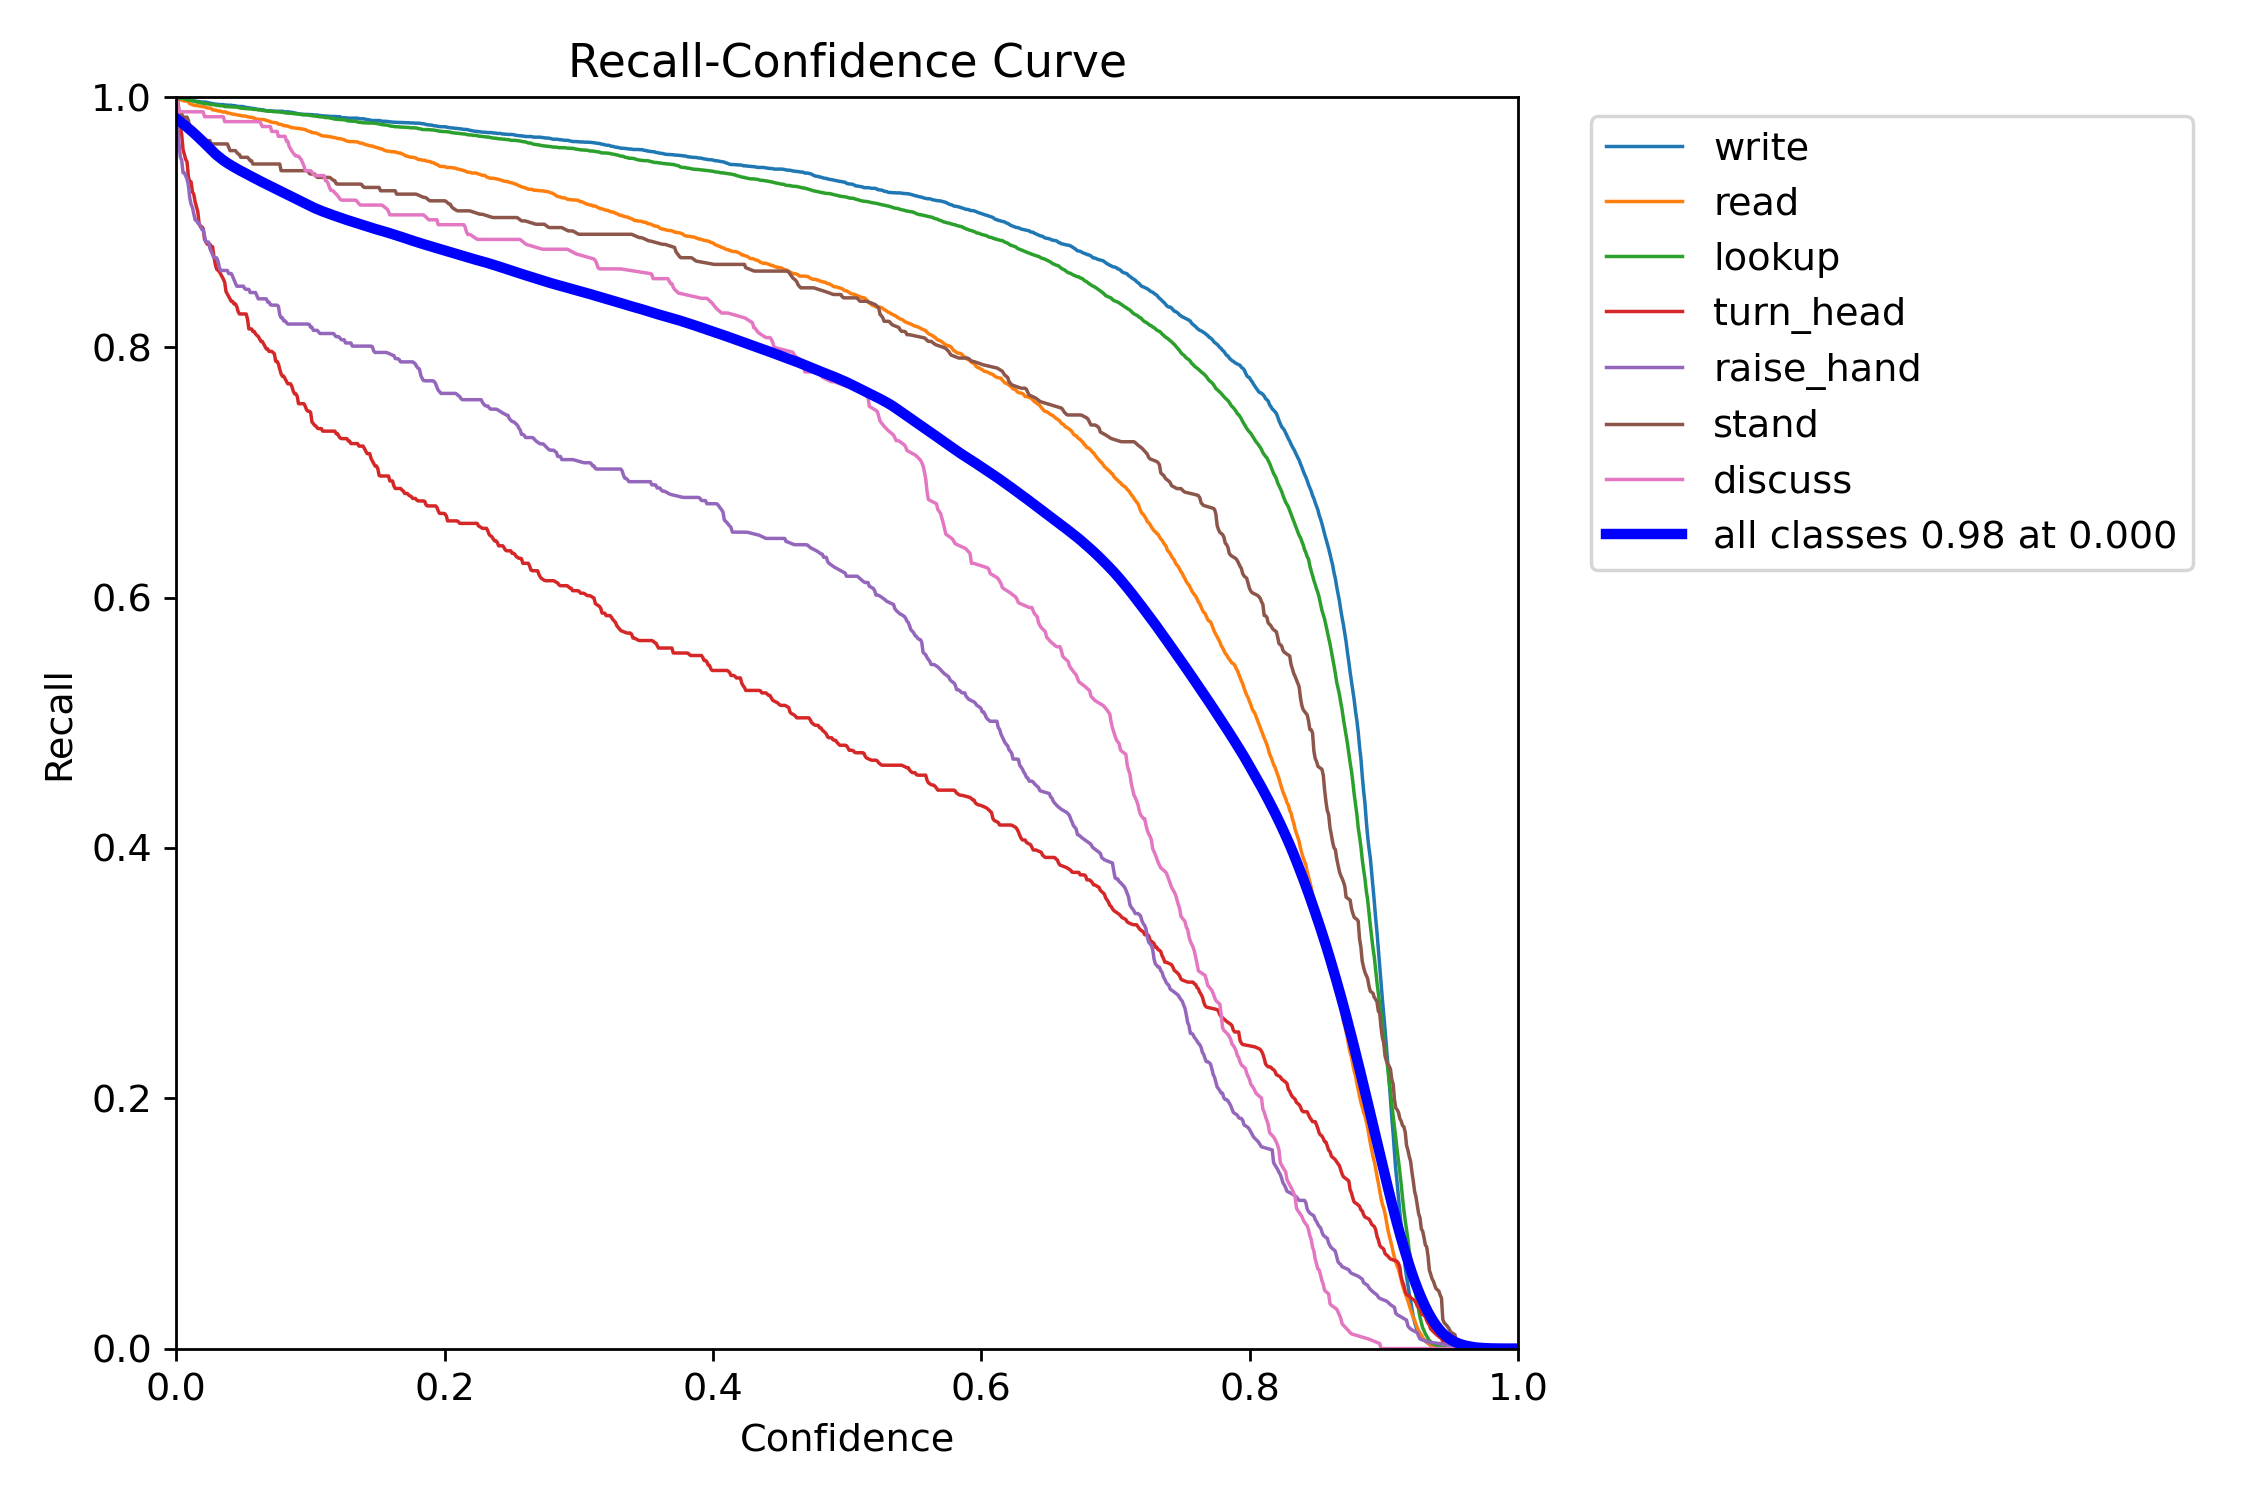 Recall-Confidence Curve
1.0
0.8
0.6
0.4
0.2
0.0
Recall
0.0 0.2 0.4 0.6 0.8 1.0
Confidence
write
read
lookup
turn_head
raise_hand
stand
discuss
all classes 0.98 at 0.000